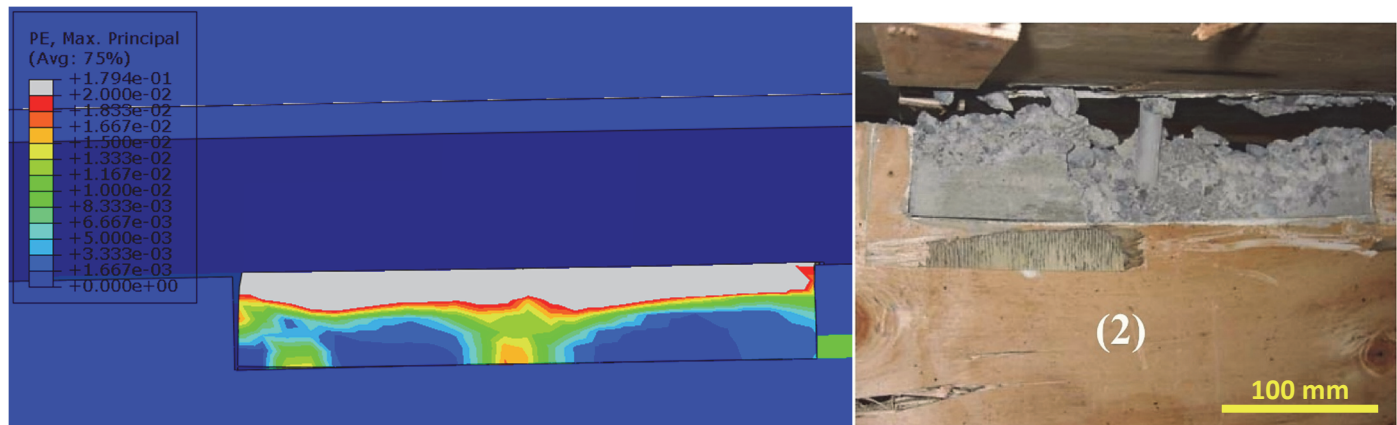 PE, Max. Principal
(Avg: 75%)
+1.794e-01
+2.000e-02
+1.833e-02
+1.667e-02
+1.500e-02
+1.333e-02
+1.167e-02
+1.000e-02
+8.333e-03
+6.667e-03
+5.000e-03
+3.333e-03
+1.667e-03
+0.000e+00
(2)
100 mm